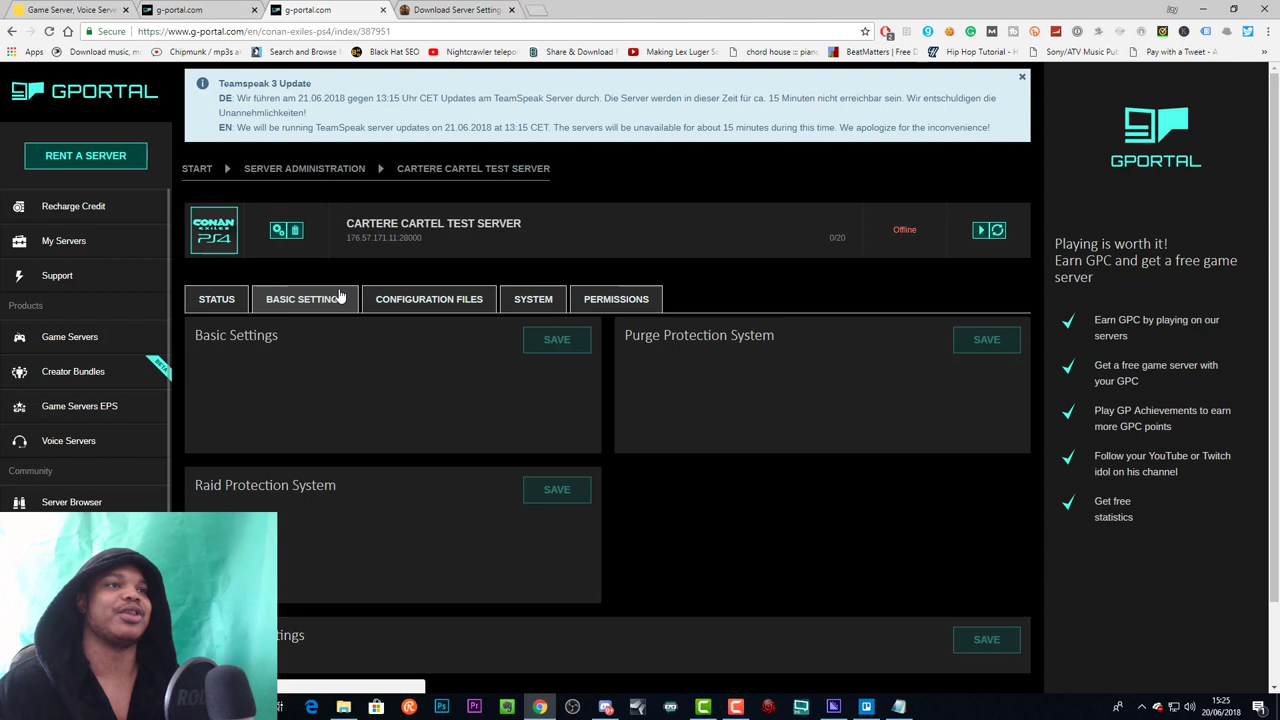 Game Server, Voice Serve
g-portal.com
g-portal.com
Download Server Setting
Secure
https://www.g-portal.com/en/conan-exiles-ps4/index/387951
Apps
Download music, m
Chipmunk / mp3 a
Search and Browse
Black Hat SEO
Nightcrawler telepor
Share & Download
Making Lex Luger S
chord house :: piano
BeatMatters | Free D
Hip Hop Tutorial - H
Sony/ATV Music Pub
Pay with a Tweet - A
GPORTAL
RENT A SERVER
Recharge Credit
My Servers
Support
Products
Game Servers
BETA
Creator Bundles
Game Servers EPS
Voice Servers
Community
Server Browser
Teamspeak 3 Update
DE: Wir führen am 21.06.2018 gegen 13:15 Uhr CET Updates am TeamSpeak Server durch. Die Server werden in dieser Zeit für ca. 15 Minuten nicht erreichbar sein. Wir entschuldigen die
Unannehmlichkeiten!
EN: We will be running TeamSpeak server updates on 21.06.2018 at 13:15 CET. The servers will be unavailable for about 15 minutes during this time. We apologize for the inconvenience!
START
SERVER ADMINISTRATION
CARTERE CARTEL TEST SERVER
CONAN
EXILES
PS4
CARTERE CARTEL TEST SERVER
176.57.171.11:28000
0/20
Offline
STATUS
BASIC SETTING
CONFIGURATION FILES
SYSTEM
PERMISSIONS
Basic Settings
SAVE
Purge Protection System
SAVE
Raid Protection System
SAVE
tings
SAVE
GPORTAL
Playing is worth it!
Earn GPC and get a free game
server
Earn GPC by playing on our
servers
Get a free game server with
your GPC
Play GP Achievements to earn
more GPC points
Follow your YouTube or Twitch
idol on his channel
Get free
statistics
15:25
20/06/2018